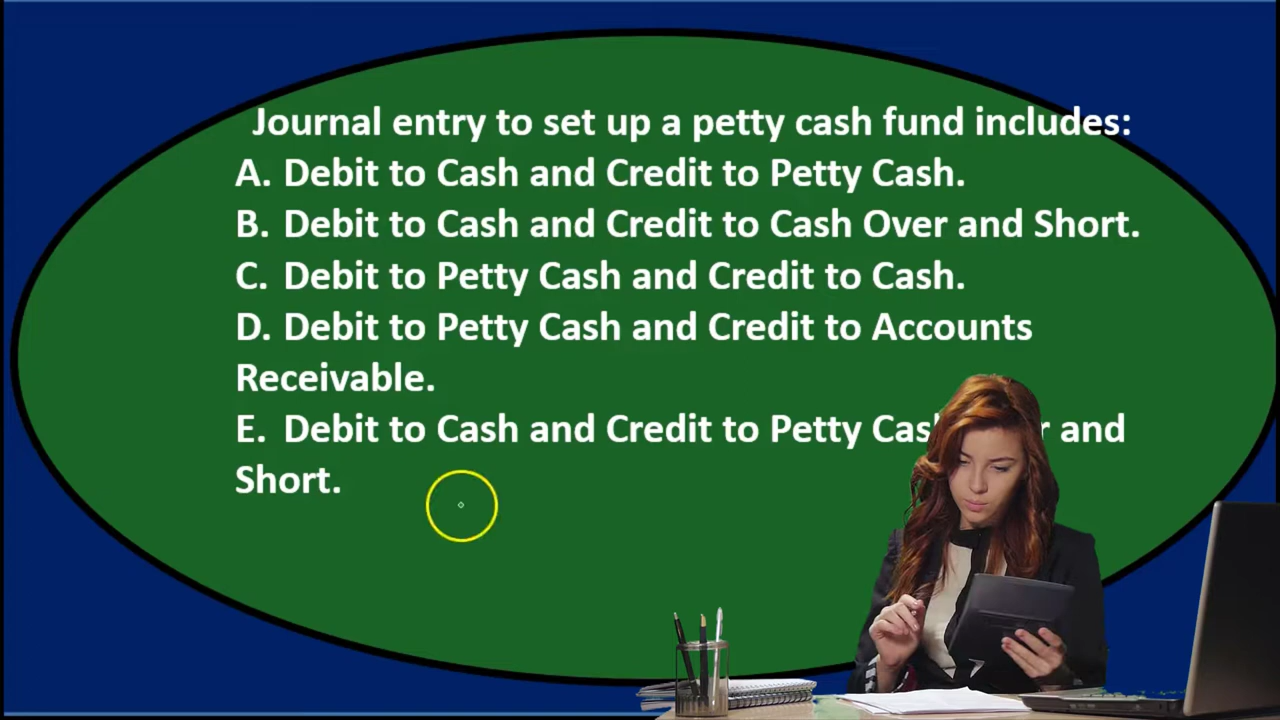 Journal entry to set up a petty cash fund includes:
A. Debit to Cash and Credit to Petty Cash.
B. Debit to Cash and Credit to Cash Over and Short.
C. Debit to Petty Cash and Credit to Cash.
D. Debit to Petty Cash and Credit to Accounts
Receivable.
E. Debit to Cash and Credit to Petty and
Short.